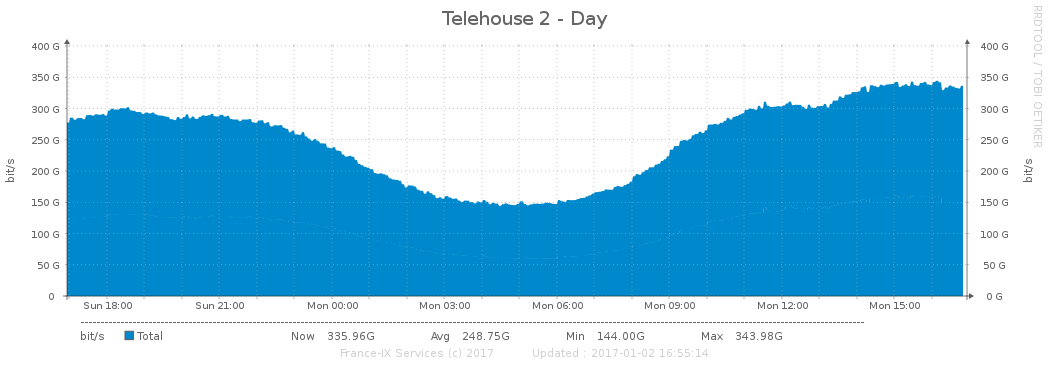 Telehouse 2 - Day
RRDTOOL / TOBI OETIKER
400 G 400 G
350 G 350 G
300 G 300 G
250 G 250 G
200 G 200 G
150 G 150 G
100 G 100 G
50 G 50 G
0 0 G
bit/s
bit/s
Sun 18:00 Sun 21:00 Mon 00:00 Mon 03:00 Mon 06:00 Mon 09:00 Mon 12:00 Mon 15:00
bit/s Total Now 335.96G Avg 248.75G Min 144.00G Max 343.98G
France-IX Services (c) 2017 Updated : 2017-01-02 16:55:14